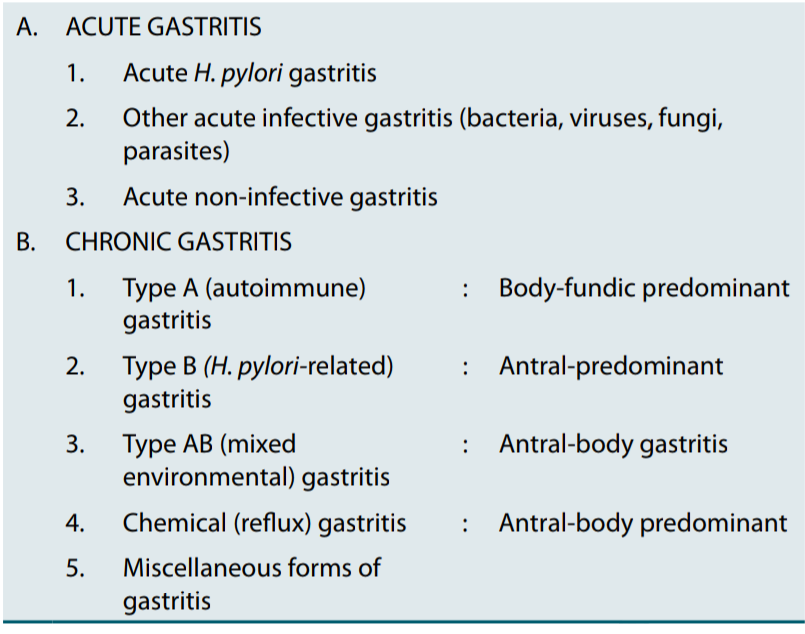 A. ACUTE GASTRITIS
1. Acute H. pylori gastritis
2. Other acute infective gastritis (bacteria, viruses, fungi,
parasites)
3. Acute non-infective gastritis
B. CHRONIC GASTRITIS
1. Type A (autoimmune) : Body-fundic predominant
gastritis
2. Type B (H. pylori-related) : Antral-predominant
gastritis
3. Type AB (mixed : Antral-body gastritis
environmental) gastritis
4. Chemical (reflux) gastritis : Antral-body predominant
5. Miscellaneous forms of
gastritis